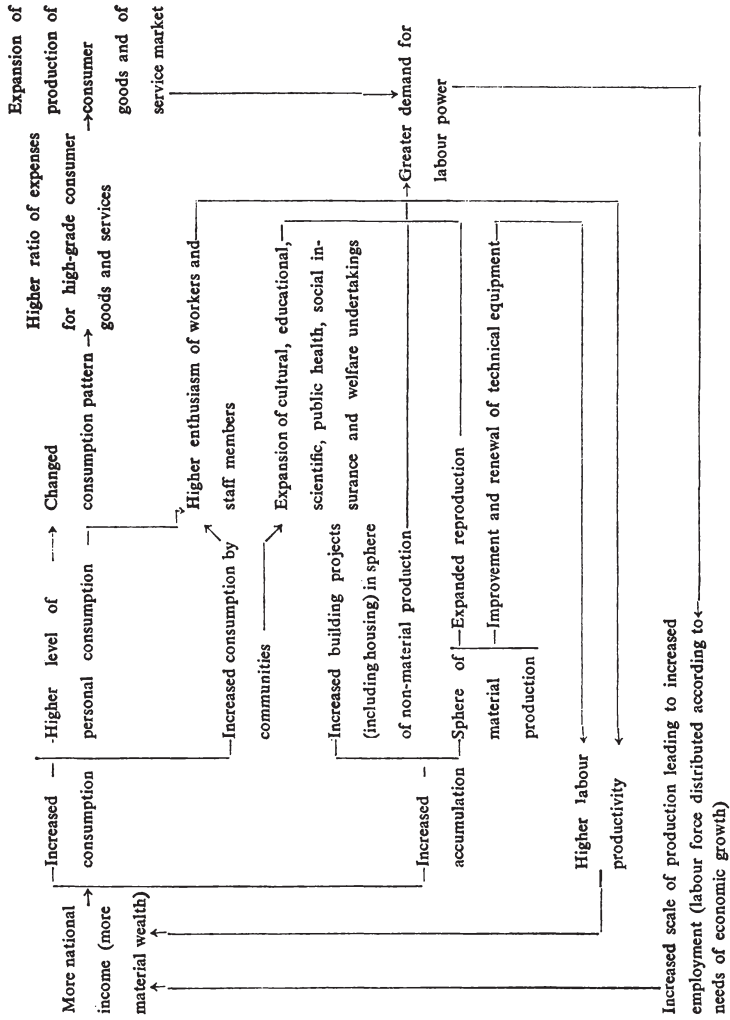 More national
income (more
material wealth)
Increased
consumption
Higher level of
personal consumption
Changed
consumption pattern
Higher ratio of expenses
for high-grade consumer
goods and services
Expansion of
production of
consumer
goods and of
service market
Increased consumption by
communities
Higher enthusiasm of workers and
staff members
Expansion of cultural, educational,
scientific, public health, social in-
surance and welfare undertakings
Greater demand for
labour power
Increased
accumulation
Increased building projects
(including housing) in sphere
of non-material production
Sphere of
material
production
Expanded reproduction
Improvement and renewal of technical equipment
Higher labour
productivity
Increased scale of production leading to increased
employment (labour force distributed according to
needs of economic growth)